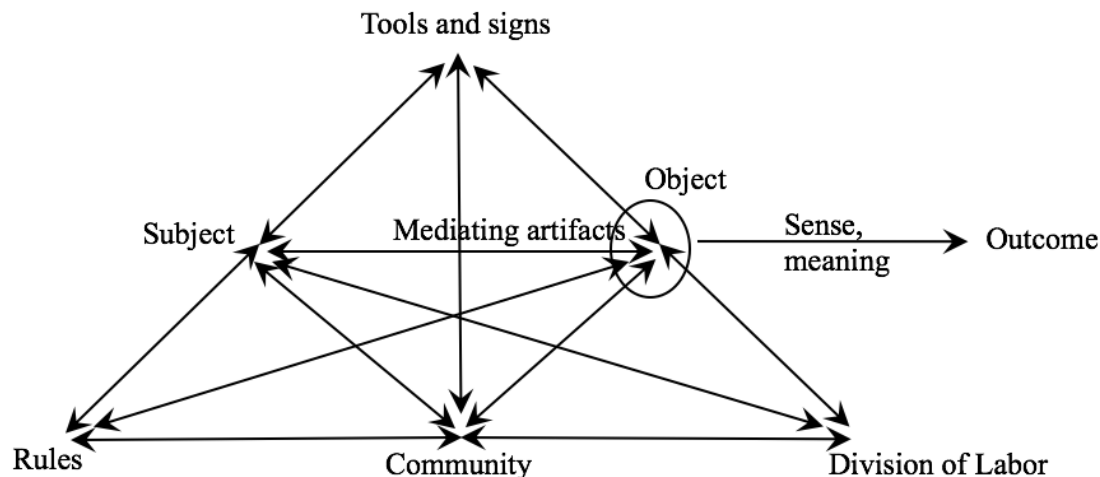 Tools and signs
Object
Subject
Mediating artifacts
Sense,
meaning
Outcome
Rules
Community
Division of Labor